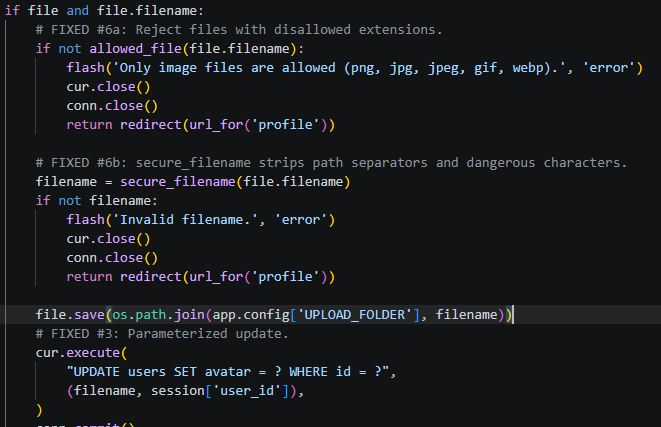 if file and file.filename:
    # FIXED #6a: Reject files with disallowed extensions.
    if not allowed_file(file.filename):
        flash('Only image files are allowed (png, jpg, jpeg, gif, webp).', 'error')
        cur.close()
        conn.close()
        return redirect(url_for('profile'))

    # FIXED #6b: secure_filename strips path separators and dangerous characters.
    filename = secure_filename(file.filename)
    if not filename:
        flash('Invalid filename.', 'error')
        cur.close()
        conn.close()
        return redirect(url_for('profile'))

    file.save(os.path.join(app.config['UPLOAD_FOLDER'], filename))
    # FIXED #3: Parameterized update.
    cur.execute(
        "UPDATE users SET avatar = ? WHERE id = ?",
        (filename, session['user_id']),
    )
    conn.commit()